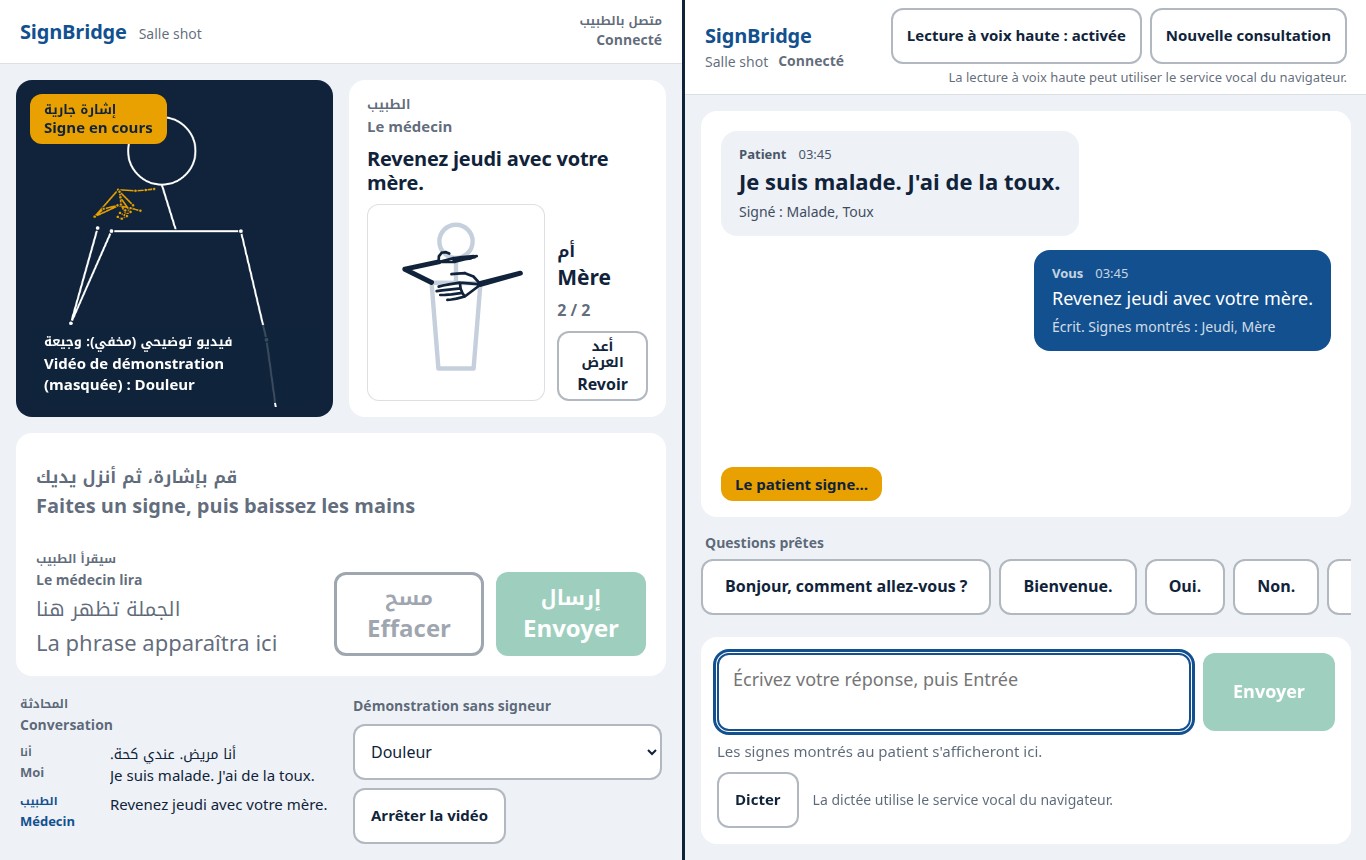 SignBridge Salle shot
متصل بالطبيب
Connecté
إشارة جارية
Signe en cours
فيديو توضيحي (مخفي): وجيعة
Vidéo de démonstration
(masquée) : Douleur
الطبيب
Le médecin
Revenez jeudi avec votre
mère.
أم
Mère
2 / 2
أعد
العرض
Revoir
قم بإشارة، ثم أنزل يديك
Faites un signe, puis baissez les mains
سيقرأ الطبيب
Le médecin lira
الجملة تظهر هنا
La phrase apparaîtra ici
مسح
Effacer
إرسال
Envoyer
المحادثة
Conversation
أنا
Moi
أنا مريض. عندي كحة.
Je suis malade. J'ai de la toux.
الطبيب
Médecin
Revenez jeudi avec votre mère.
Démonstration sans signeur
Douleur
Arrêter la vidéo
SignBridge
Salle shot Connecté
Lecture à voix haute : activée
Nouvelle consultation
La lecture à voix haute peut utiliser le service vocal du navigateur.
Patient 03:45
Je suis malade. J'ai de la toux.
Signé : Malade, Toux
Vous 03:45
Revenez jeudi avec votre mère.
Écrit. Signes montrés : Jeudi, Mère
Le patient signe…
Questions prêtes
Bonjour, comment allez-vous ?
Bienvenue.
Oui.
Non.
Écrivez votre réponse, puis Entrée
Envoyer
Les signes montrés au patient s'afficheront ici.
Dicter
La dictée utilise le service vocal du navigateur.